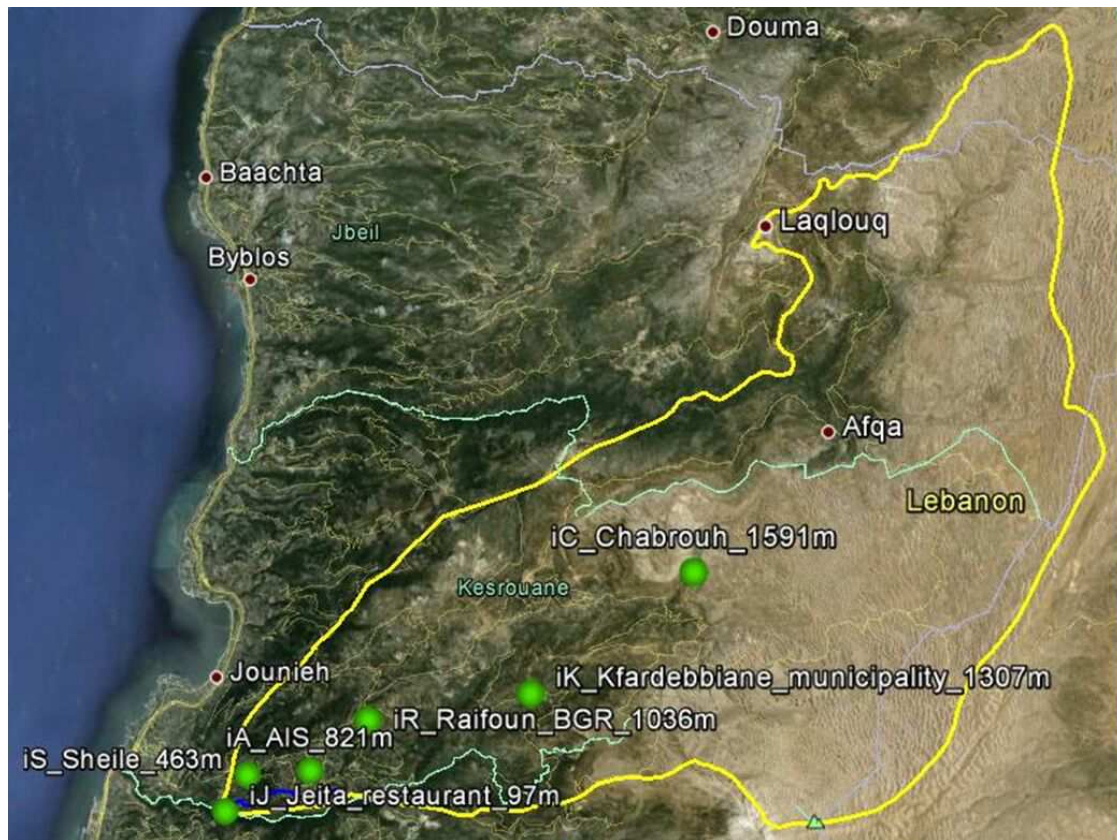 Douma
Baachta
Laqlouq
Jbeil
Byblos
Afqa
Lebanon
iC_Chabrouh_1591m
Kesrouane
Jounieh
iK_Kfardebbiane_municipality_1307m
iR_Raifoun_BGR_1036m
iA_AIS_821m
iS_Sheile_463m
iJ_Jeita_restaurant_97m